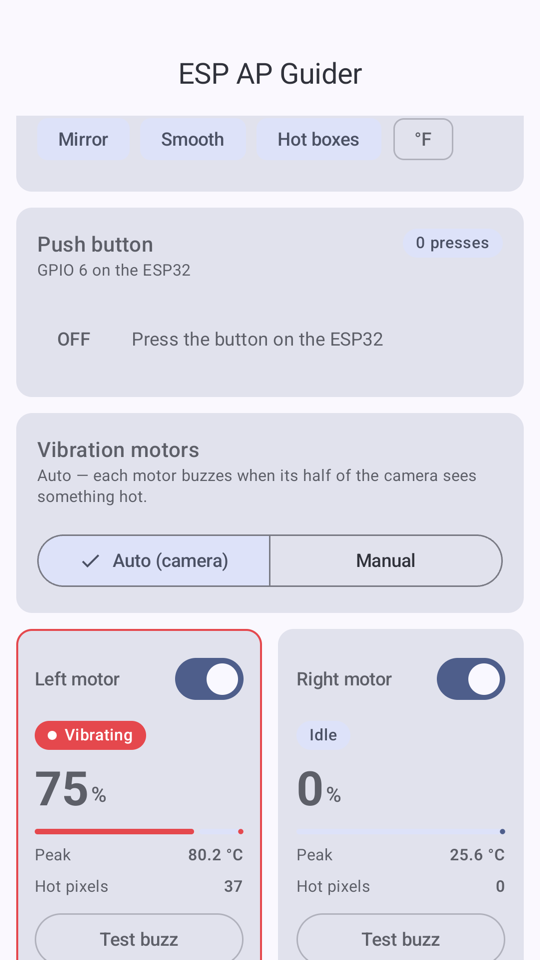 ESP AP Guider
Mirror Smooth Hot boxes °F
Push button 0 presses
GPIO 6 on the ESP32
OFF Press the button on the ESP32
Vibration motors
Auto — each motor buzzes when its half of the camera sees
something hot.
Auto (camera) Manual
Left motor
Vibrating
75%
Peak 80.2 °C
Hot pixels 37
Test buzz
Right motor
Idle
0%
Peak 25.6 °C
Hot pixels 0
Test buzz